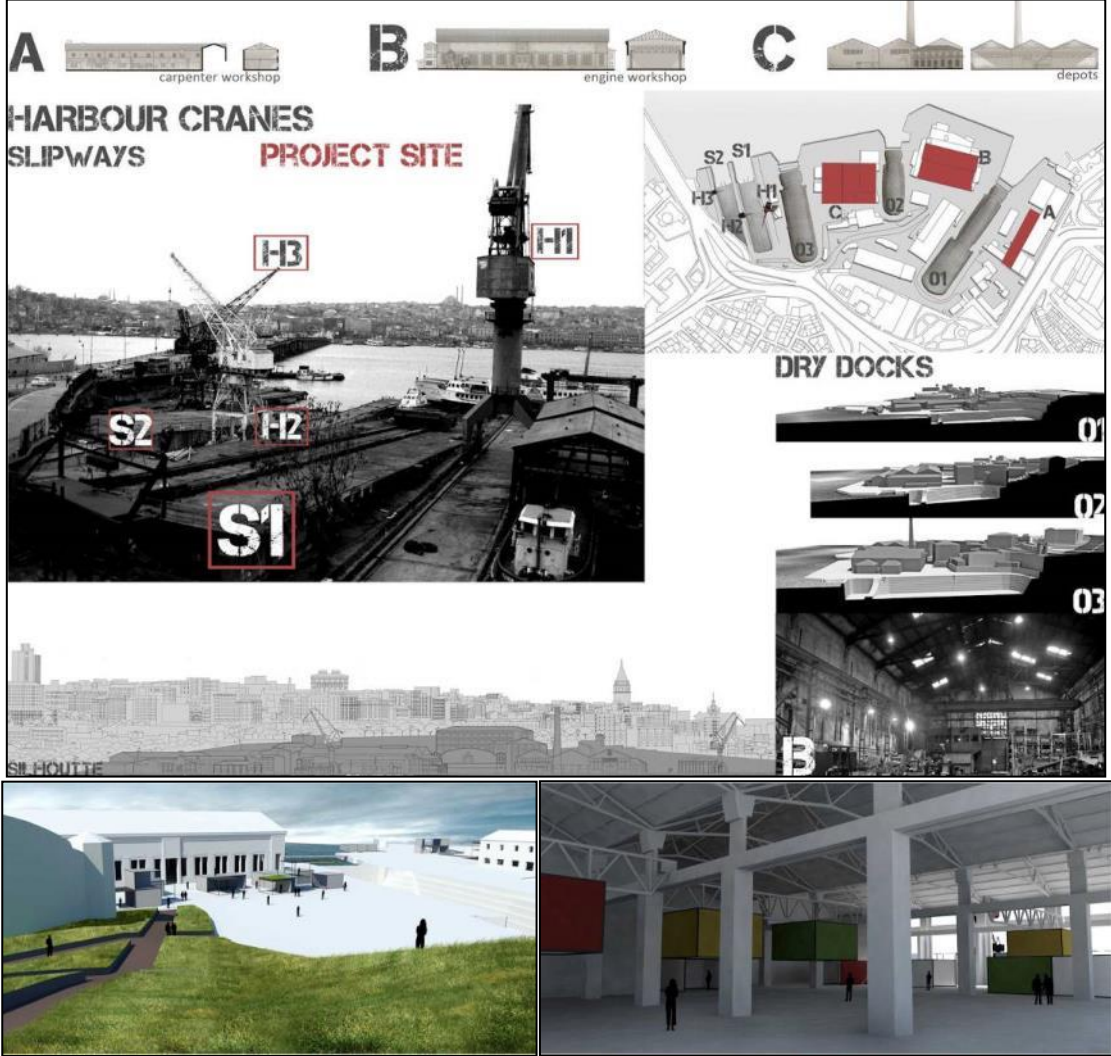 A
carpenter workshop
B
engine workshop
C
depots
HARBOUR CRANES
SLIPWAYS
PROJECT SITE
H3
H1
S2
H2
S1
S2
S1
H3
H2
H1
03
C
02
B
01
A
DRY DOCKS
01
02
03
SILHOUTTE
B